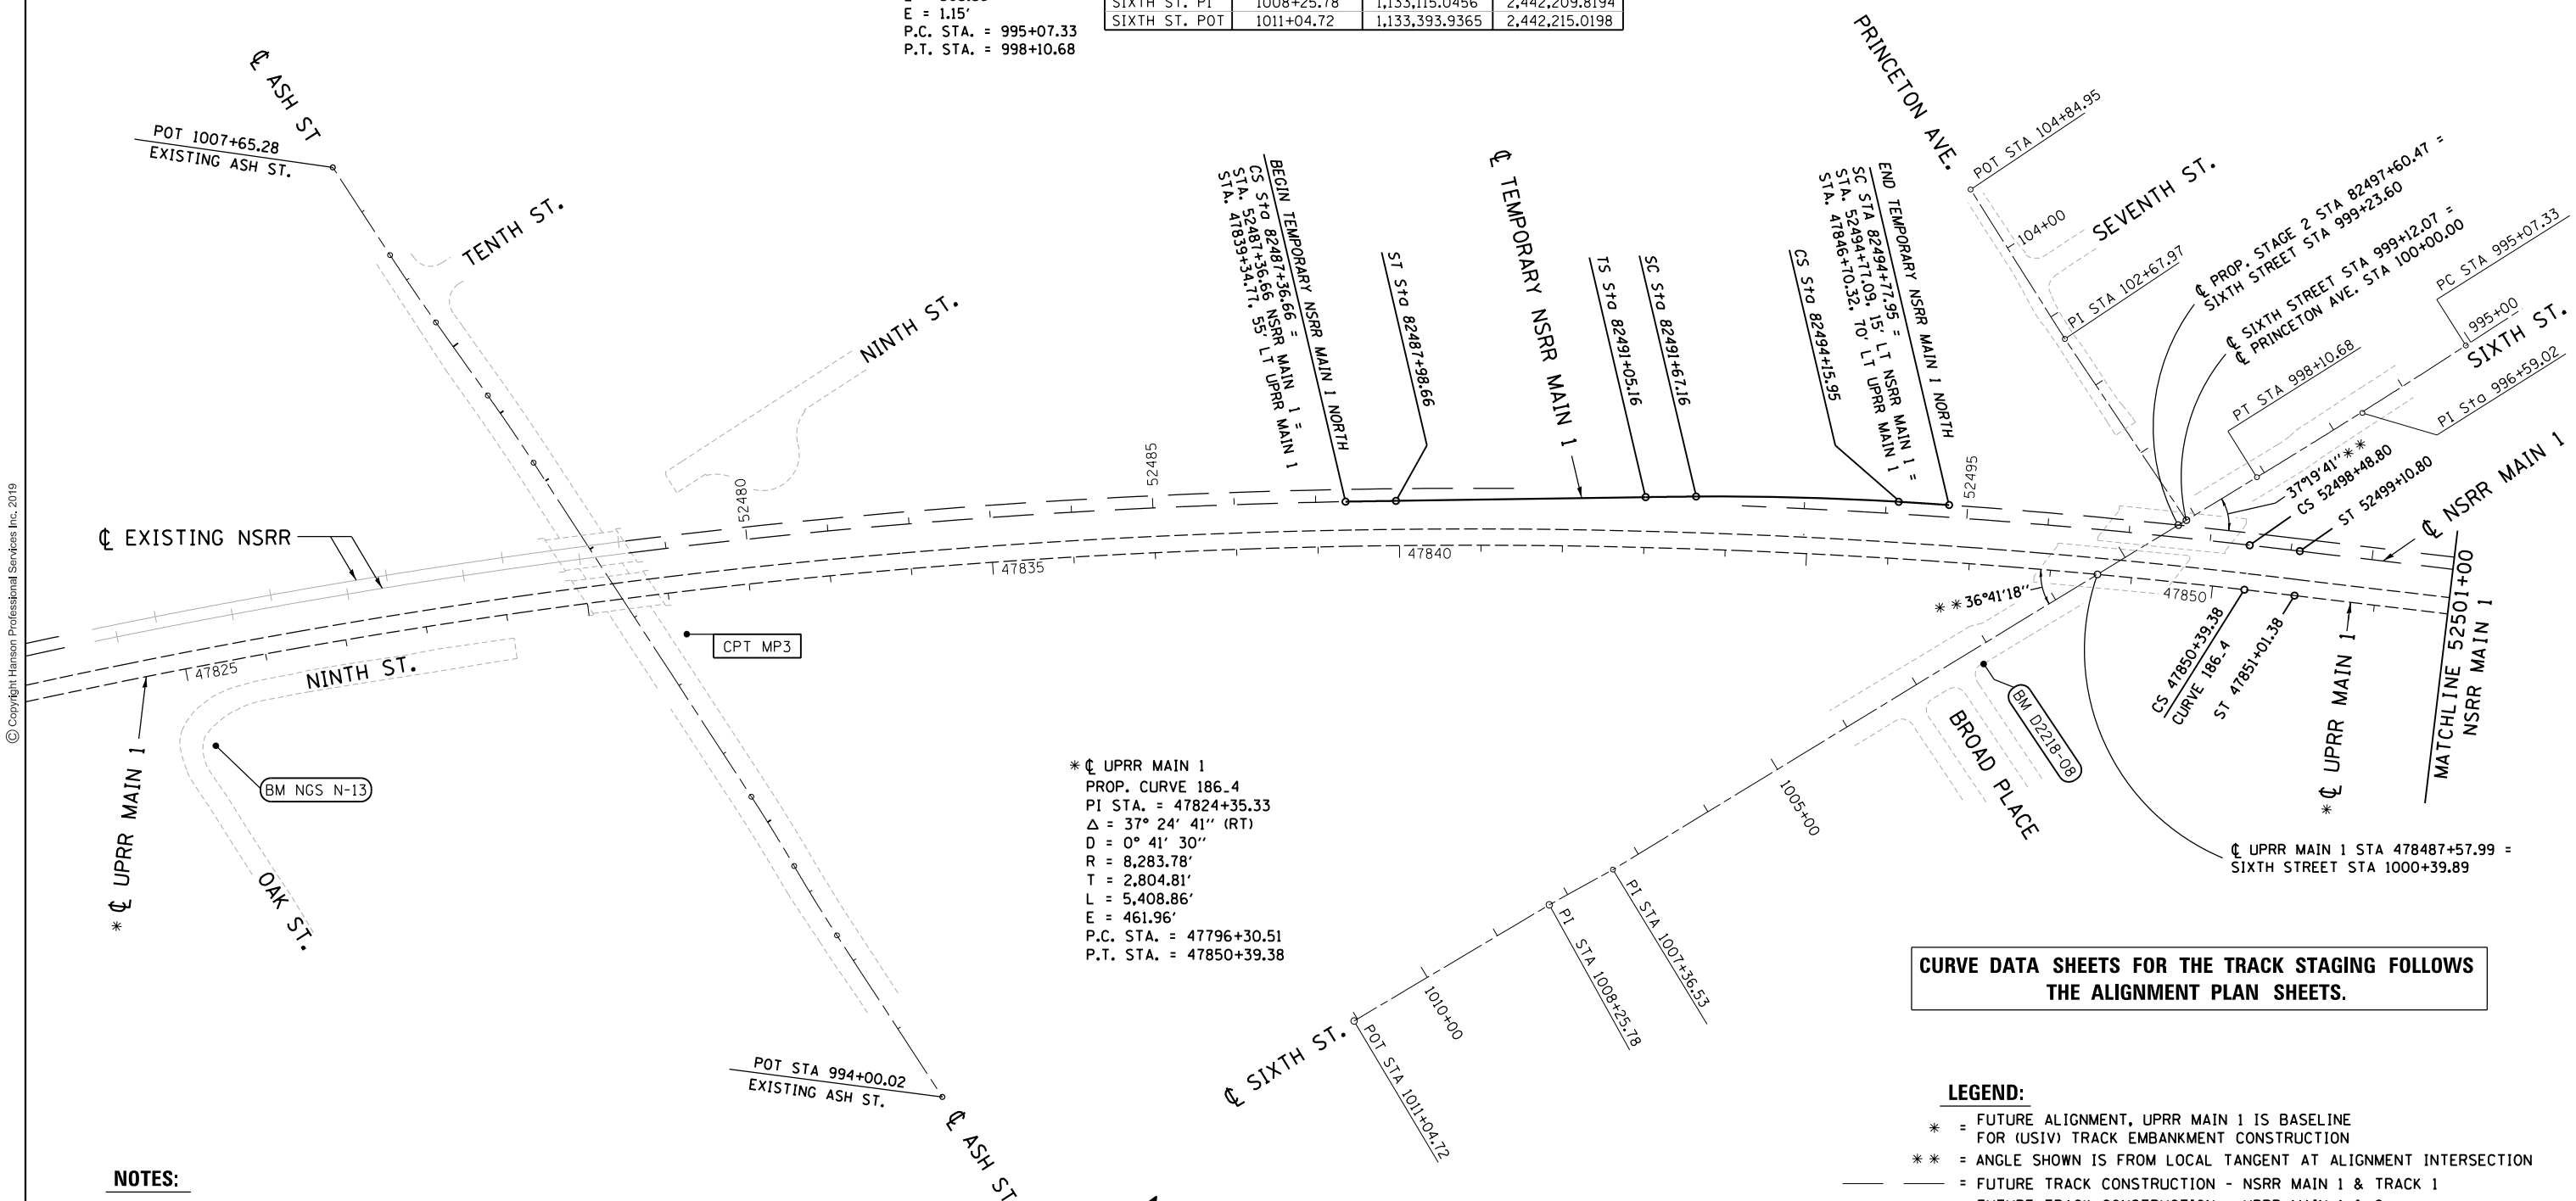 E = 1.15'
P.C. STA. = 995+07.33
P.T. STA. = 998+10.68
SIXTH ST. PI 1008+25.78 1,133,115.0456 2,442,209.8194
SIXTH ST. POT 1011+04.72 1,133,393.9365 2,442,215.0198
℄ ASH ST
POT 1007+65.28
EXISTING ASH ST.
TENTH ST.
NINTH ST.
BEGIN TEMPORARY NSRR MAIN 1 NORTH
CS Sta 82487+36.66 =
STA. 52487+36.66 NSRR MAIN 1 =
STA. 47839+34.77, 55' LT UPRR MAIN 1
ST Sta 82487+98.66
℄ TEMPORARY NSRR MAIN 1
TS Sta 82491+05.16
SC Sta 82491+67.16
CS Sta 82494+15.95
END TEMPORARY NSRR MAIN 1 NORTH
SC STA 82494+77.95 =
STA. 52494+77.09, 15' LT NSRR MAIN 1 =
STA. 47846+70.32, 70' LT UPRR MAIN 1
PRINCETON AVE.
POT STA 104+84.95
104+00
SEVENTH ST.
PI STA 102+67.97
℄ PROP. STAGE 2 STA 82497+60.47 =
SIXTH STREET STA 999+23.60
℄ SIXTH STREET STA 999+12.07 =
℄ PRINCETON AVE. STA 100+00.00
PC STA 995+07.33
995+00
SIXTH ST.
PT STA 998+10.68
PI Sta 996+59.02
37°19'41" * *
CS 52498+48.80
ST 52499+10.80
℄ NSRR MAIN 1
℄ EXISTING NSRR
52480
52485
52495
47825
47835
47840
47850
CPT MP3
NINTH ST.
* ℄ UPRR MAIN 1
BM NGS N-13
OAK ST.
* * 36°41'18"
BM D2218-08
BROAD PLACE
CS 47850+39.38
CURVE 186_4
ST 47851+01.38
* ℄ UPRR MAIN 1
MATCHLINE 52501+00
NSRR MAIN 1
℄ UPRR MAIN 1 STA 478487+57.99 =
SIXTH STREET STA 1000+39.89
* ℄ UPRR MAIN 1
PROP. CURVE 186_4
PI STA. = 47824+35.33
Δ = 37° 24' 41'' (RT)
D = 0° 41' 30''
R = 8,283.78'
T = 2,804.81'
L = 5,408.86'
E = 461.96'
P.C. STA. = 47796+30.51
P.T. STA. = 47850+39.38
1005+00
PI STA 1007+36.53
PI STA 1008+25.78
1010+00
POT STA 1011+04.72
℄ SIXTH ST.
POT STA 994+00.02
EXISTING ASH ST.
℄ ASH ST
CURVE DATA SHEETS FOR THE TRACK STAGING FOLLOWS
THE ALIGNMENT PLAN SHEETS.
LEGEND:
* = FUTURE ALIGNMENT, UPRR MAIN 1 IS BASELINE
FOR (USIV) TRACK EMBANKMENT CONSTRUCTION
* * = ANGLE SHOWN IS FROM LOCAL TANGENT AT ALIGNMENT INTERSECTION
= FUTURE TRACK CONSTRUCTION - NSRR MAIN 1 & TRACK 1
NOTES:
© Copyright Hanson Professional Services Inc. 2019